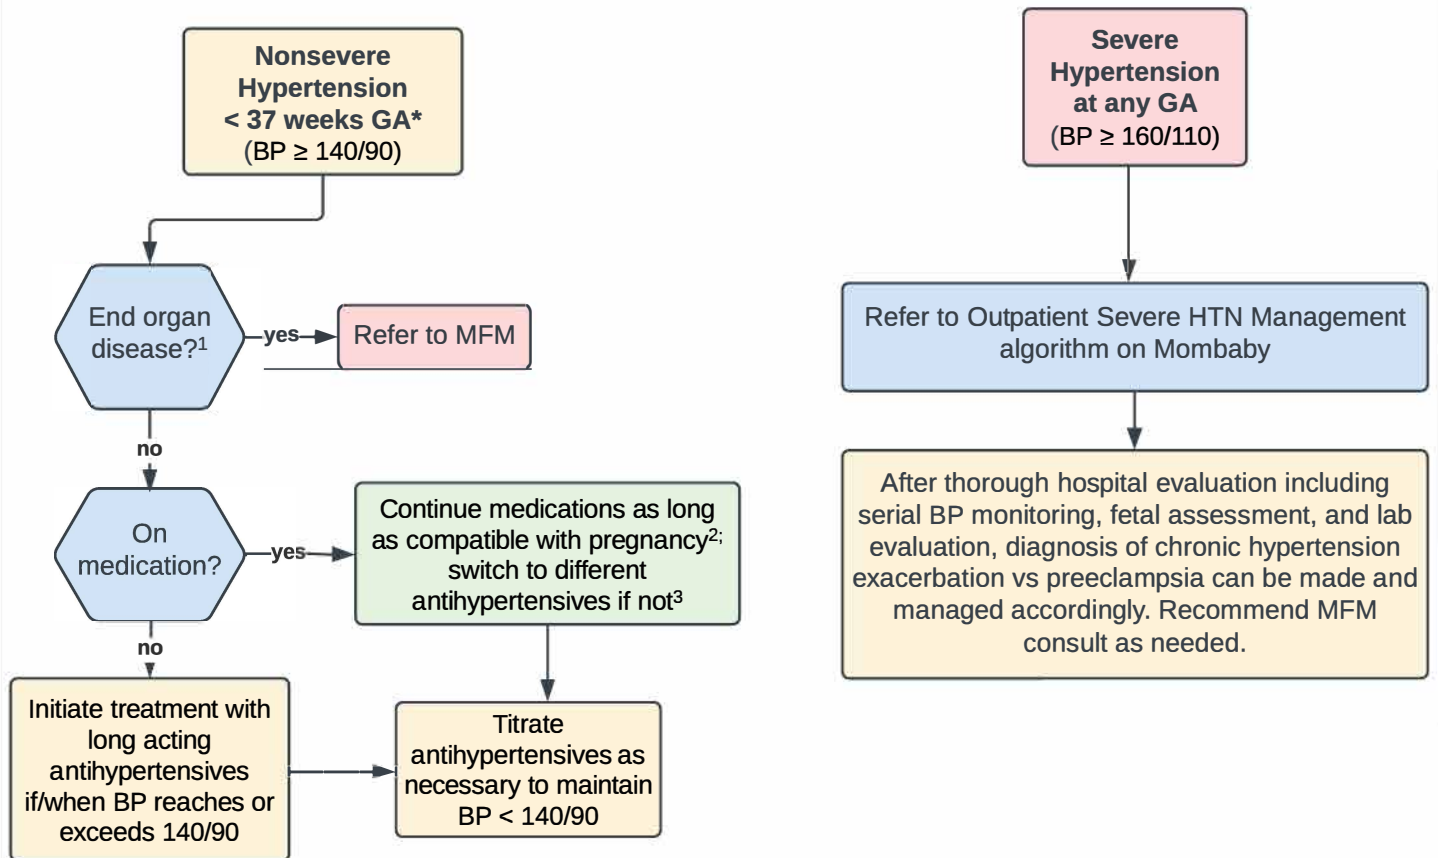 Nonsevere
Hypertension
< 37 weeks GA*
(BP ≥ 140/90)
End organ
disease?¹
yes
Refer to MFM
no
On
medication?
yes
Continue medications as long
as compatible with pregnancy²;
switch to different
antihypertensives if not³
no
Initiate treatment with
long acting
antihypertensives
if/when BP reaches or
exceeds 140/90
Titrate
antihypertensives as
necessary to maintain
BP < 140/90
Severe
Hypertension
at any GA
(BP ≥ 160/110)
Refer to Outpatient Severe HTN Management
algorithm on Mombaby
After thorough hospital evaluation including
serial BP monitoring, fetal assessment, and lab
evaluation, diagnosis of chronic hypertension
exacerbation vs preeclampsia can be made and
managed accordingly. Recommend MFM
consult as needed.